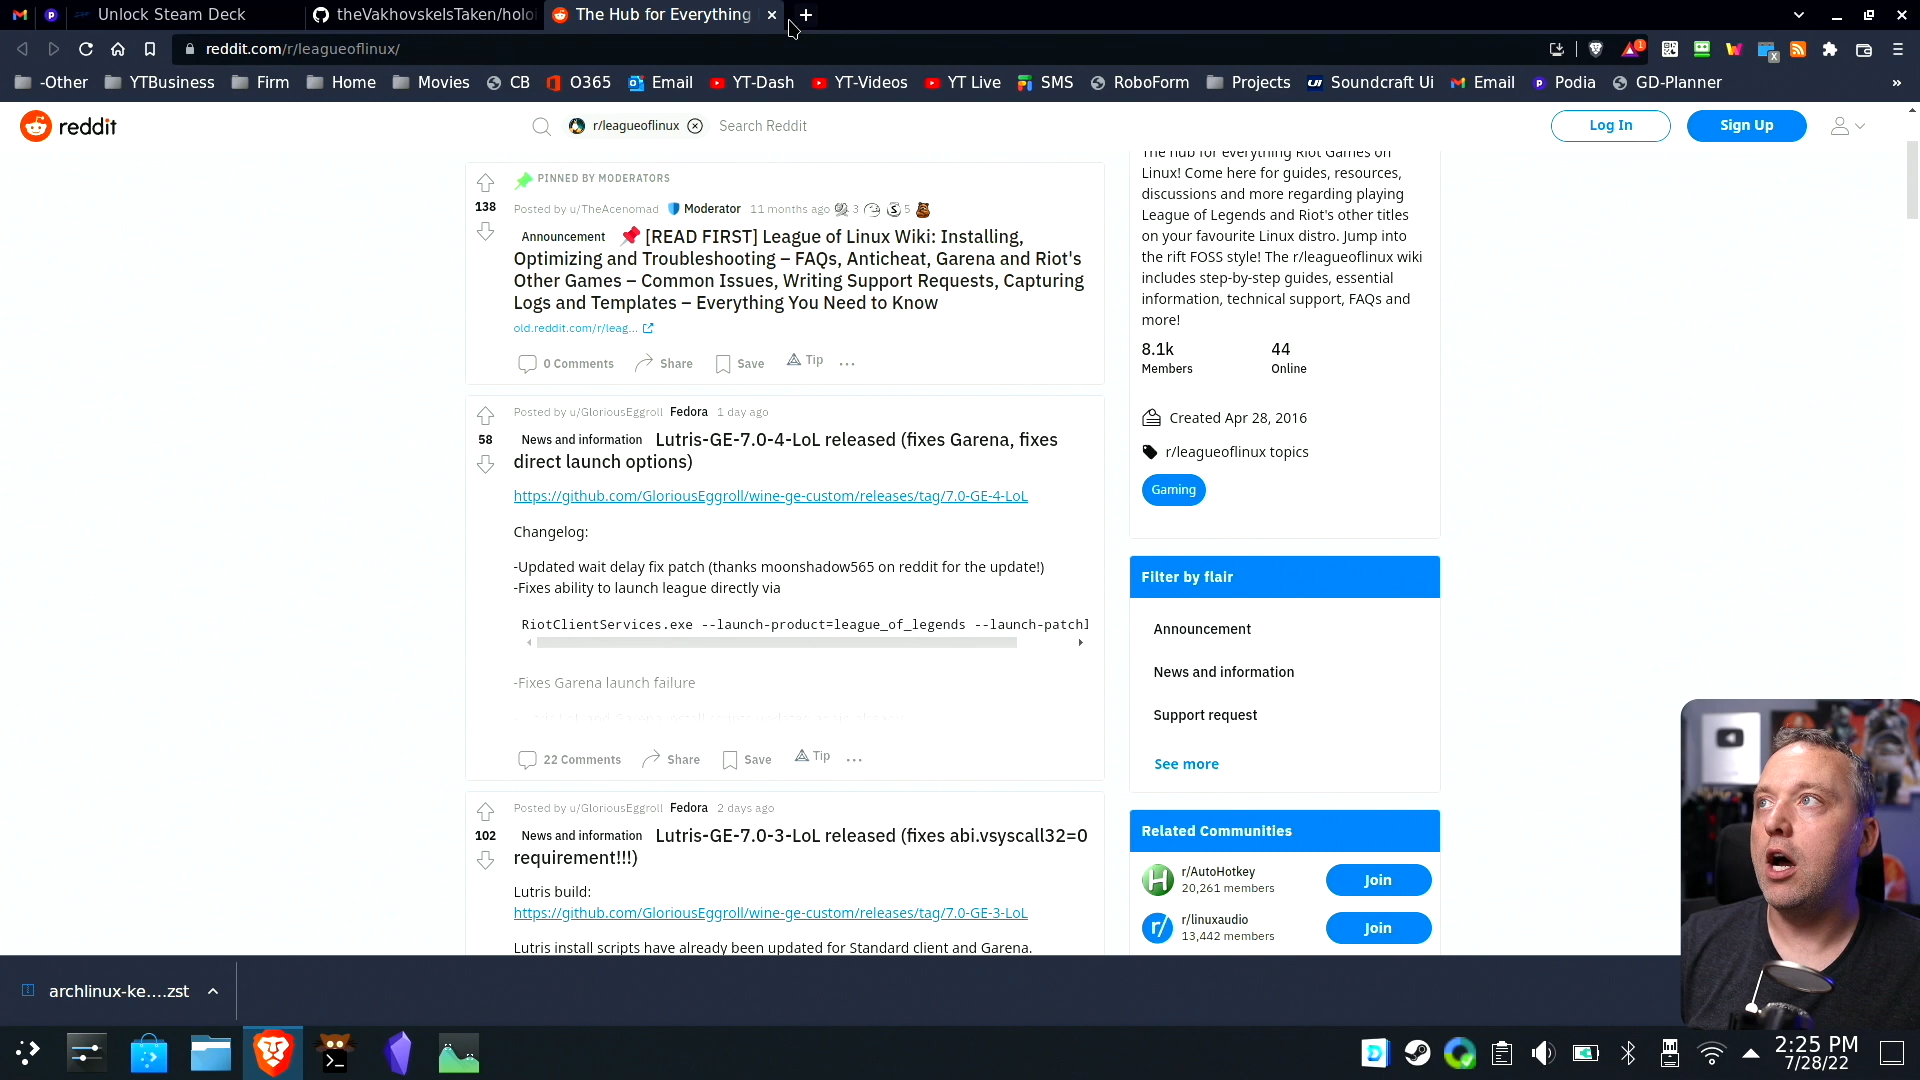 Unlock Steam Deck
theVakhovskeIsTaken/holoi
The Hub for Everything
reddit.com/r/leagueoflinux/
1
-Other
YTBusiness
Firm
Home
Movies
CB
O365
Email
YT-Dash
YT-Videos
YT Live
SMS
RoboForm
Projects
Soundcraft Ui
Email
Podia
GD-Planner
»
reddit
r/leagueoflinux
Search Reddit
Log In
Sign Up
PINNED BY MODERATORS
138
Posted by u/TheAcenomad Moderator 11 months ago 3 5
Announcement 📌 [READ FIRST] League of Linux Wiki: Installing,
Optimizing and Troubleshooting – FAQs, Anticheat, Garena and Riot's
Other Games – Common Issues, Writing Support Requests, Capturing
Logs and Templates – Everything You Need to Know
old.reddit.com/r/leag...
0 Comments Share Save Tip ...
Posted by u/GloriousEggroll Fedora 1 day ago
58
News and information Lutris-GE-7.0-4-LoL released (fixes Garena, fixes
direct launch options)
https://github.com/GloriousEggroll/wine-ge-custom/releases/tag/7.0-GE-4-LoL
Changelog:
-Updated wait delay fix patch (thanks moonshadow565 on reddit for the update!)
-Fixes ability to launch league directly via
RiotClientServices.exe --launch-product=league_of_legends --launch-patchl
-Fixes Garena launch failure
22 Comments Share Save Tip ...
Posted by u/GloriousEggroll Fedora 2 days ago
102
News and information Lutris-GE-7.0-3-LoL released (fixes abi.vsyscall32=0
requirement!!!)
Lutris build:
https://github.com/GloriousEggroll/wine-ge-custom/releases/tag/7.0-GE-3-LoL
Lutris install scripts have already been updated for Standard client and Garena.
The hub for everything Riot Games on
Linux! Come here for guides, resources,
discussions and more regarding playing
League of Legends and Riot's other titles
on your favourite Linux distro. Jump into
the rift FOSS style! The r/leagueoflinux wiki
includes step-by-step guides, essential
information, technical support, FAQs and
more!
8.1k
Members
44
Online
Created Apr 28, 2016
r/leagueoflinux topics
Gaming
Filter by flair
Announcement
News and information
Support request
See more
Related Communities
r/AutoHotkey
20,261 members
Join
r/linuxaudio
13,442 members
Join
archlinux-ke....zst
2:25 PM
7/28/22